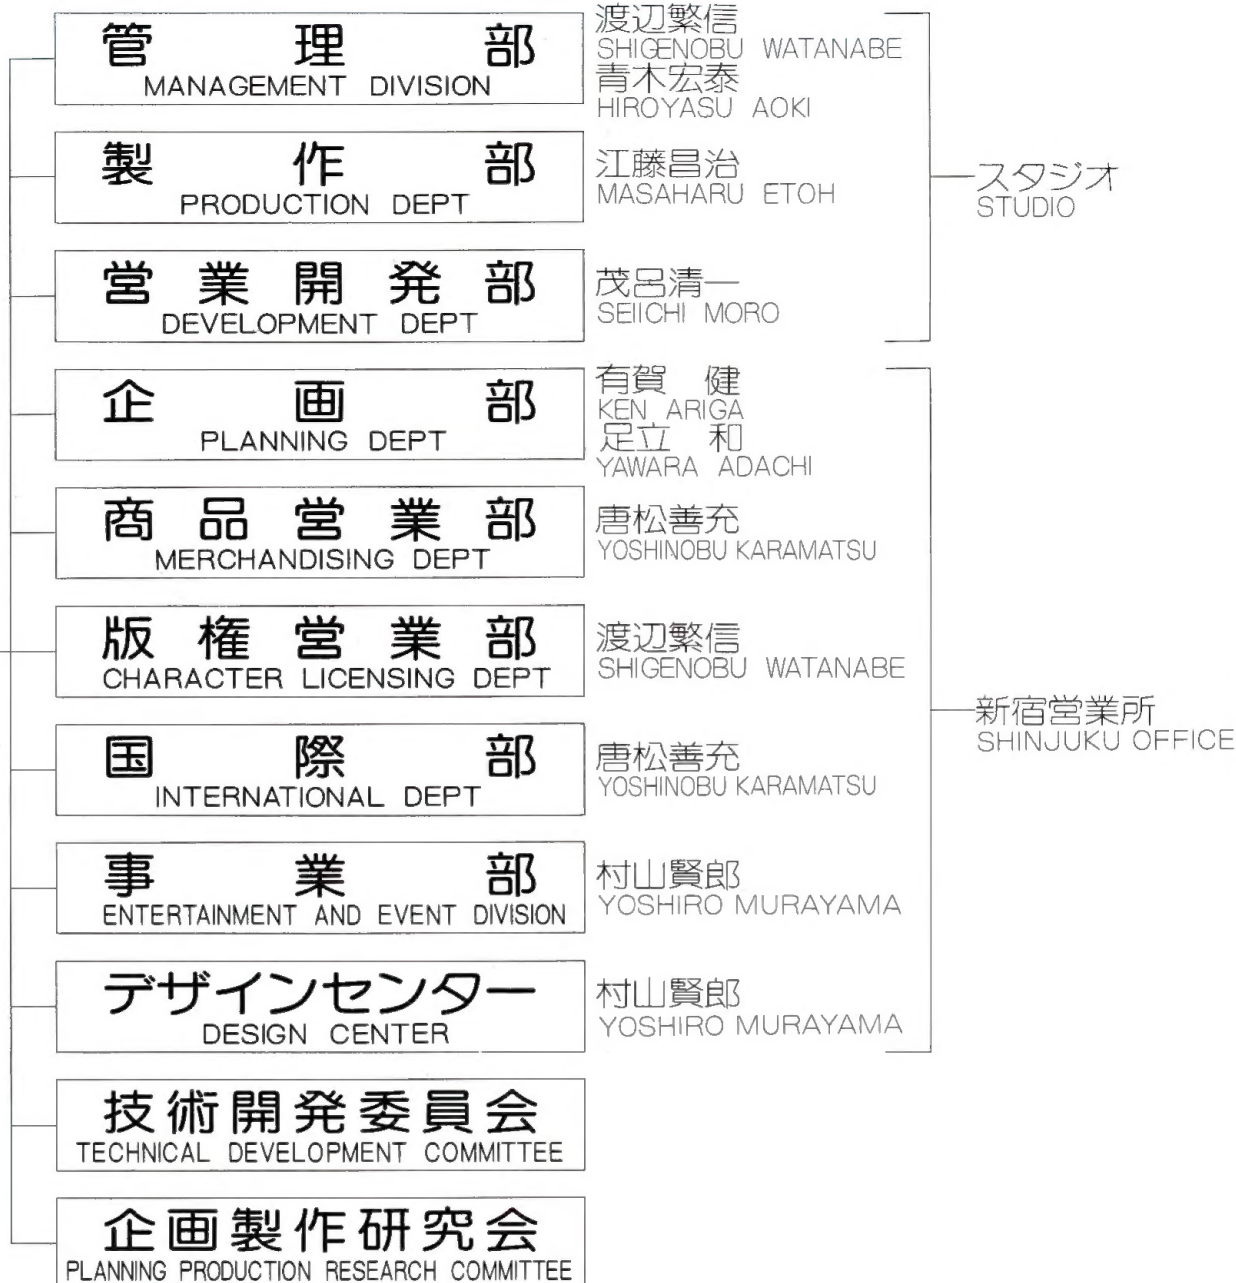 管理部
MANAGEMENT DIVISION
渡辺繁信
SHIGENOBU WATANABE
青木宏泰
HIROYASU AOKI
製作部
PRODUCTION DEPT
江藤昌治
MASAHARU ETOH
営業開発部
DEVELOPMENT DEPT
茂呂清一
SEIICHI MORO
スタジオ
STUDIO
企画部
PLANNING DEPT
有賀 健
KEN ARIGA
足立 和
YAWARA ADACHI
商品営業部
MERCHANDISING DEPT
唐松善充
YOSHINOBU KARAMATSU
版権営業部
CHARACTER LICENSING DEPT
渡辺繁信
SHIGENOBU WATANABE
国際部
INTERNATIONAL DEPT
唐松善充
YOSHINOBU KARAMATSU
事業部
ENTERTAINMENT AND EVENT DIVISION
村山賢郎
YOSHIRO MURAYAMA
デザインセンター
DESIGN CENTER
村山賢郎
YOSHIRO MURAYAMA
新宿営業所
SHINJUKU OFFICE
技術開発委員会
TECHNICAL DEVELOPMENT COMMITTEE
企画製作研究会
PLANNING PRODUCTION RESEARCH COMMITTEE